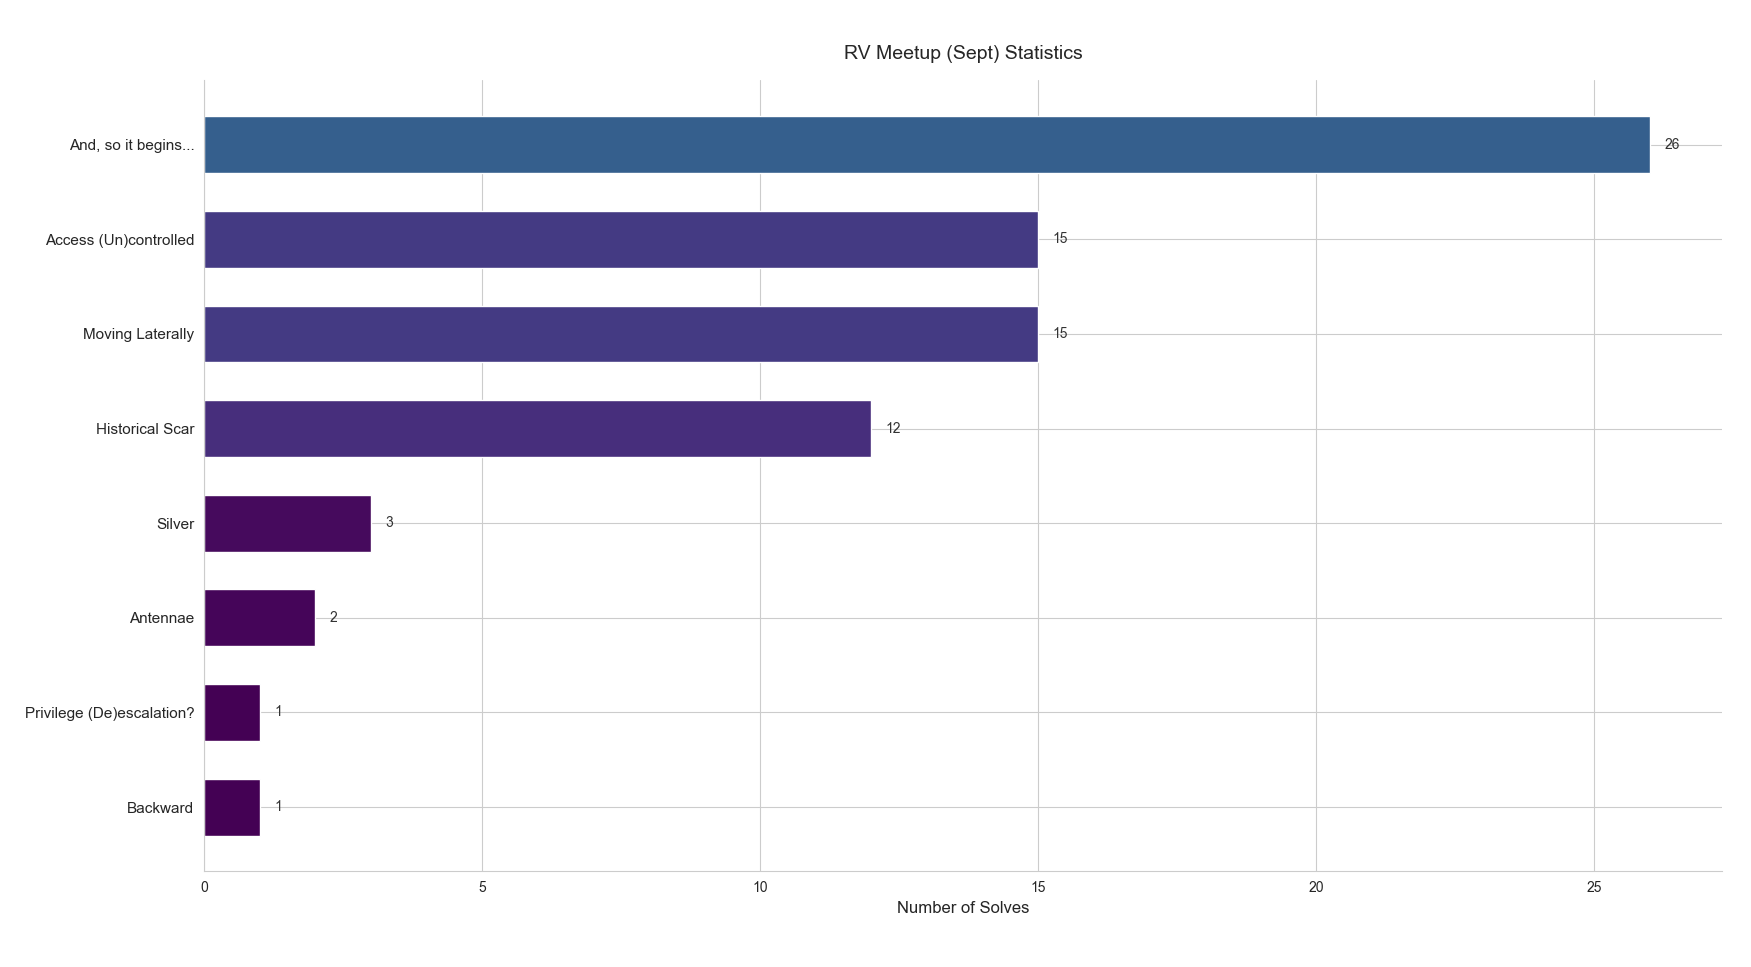 RV Meetup (Sept) Statistics
And, so it begins...
26
Access (Un)controlled
15
Moving Laterally
15
Historical Scar
12
Silver
3
Antennae
2
Privilege (De)escalation?
1
Backward
1
0 5 10 15 20 25
Number of Solves